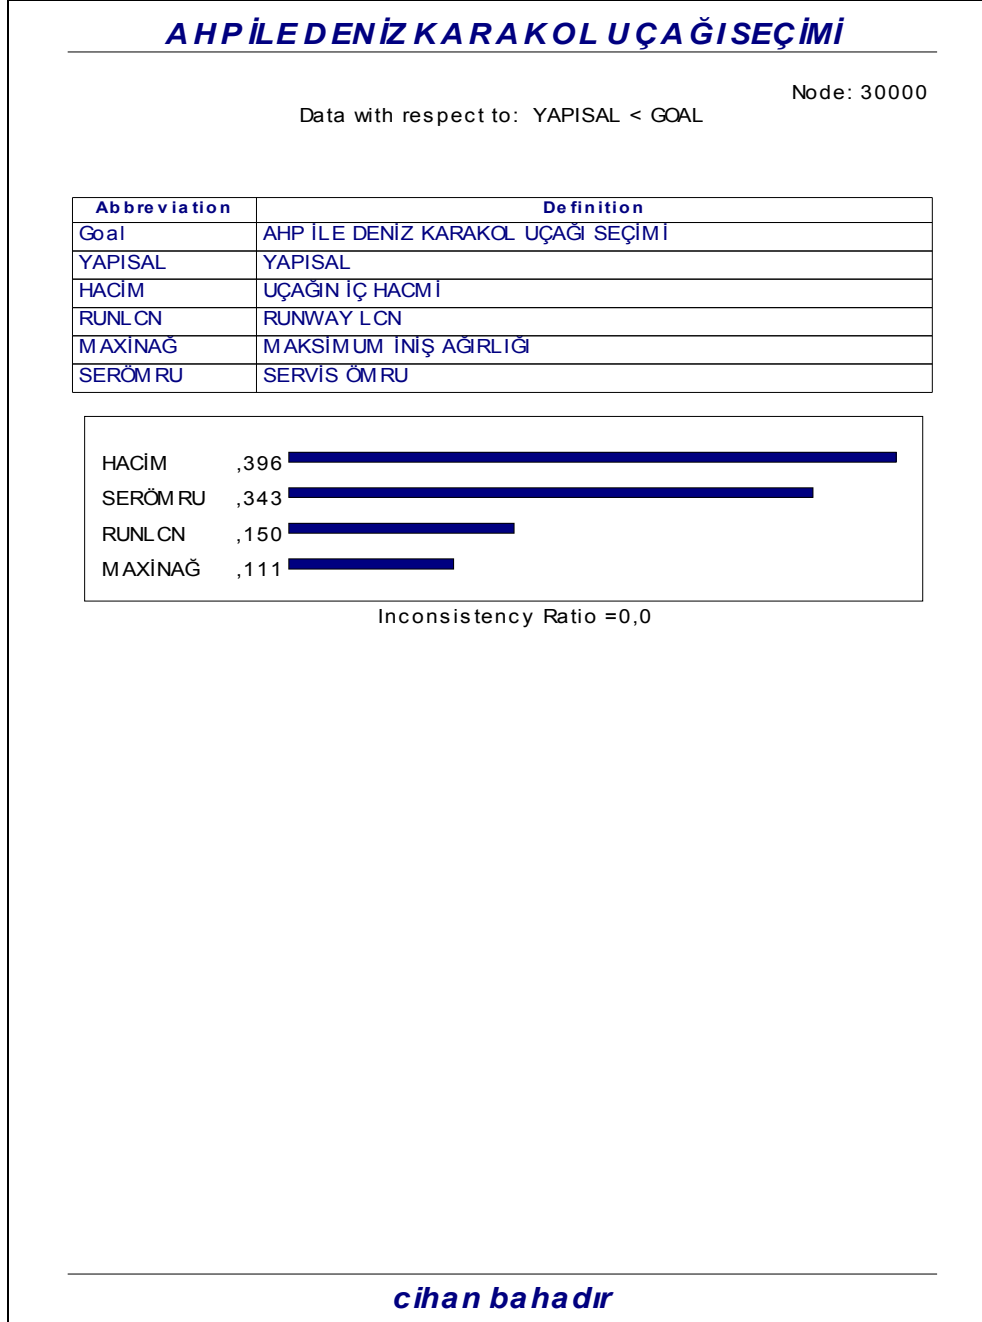 AHP İLE DENİZ KARAKOL UÇAĞI SEÇİMİ
Node: 30000
Data with respect to: YAPISAL < GOAL
Abbreviation Definition
Goal AHP İLE DENİZ KARAKOL UÇAĞI SEÇİMİ
YAPISAL YAPISAL
HACİM UÇAĞIN İÇ HACMİ
RUNLCN RUNWAY LCN
MAXİNAĞ MAKSİMUM İNİŞ AĞIRLIĞI
SERÖMRU SERVİS ÖMRU
HACİM ,396
SERÖMRU ,343
RUNLCN ,150
MAXİNAĞ ,111
Inconsistency Ratio =0,0
cihan bahadır